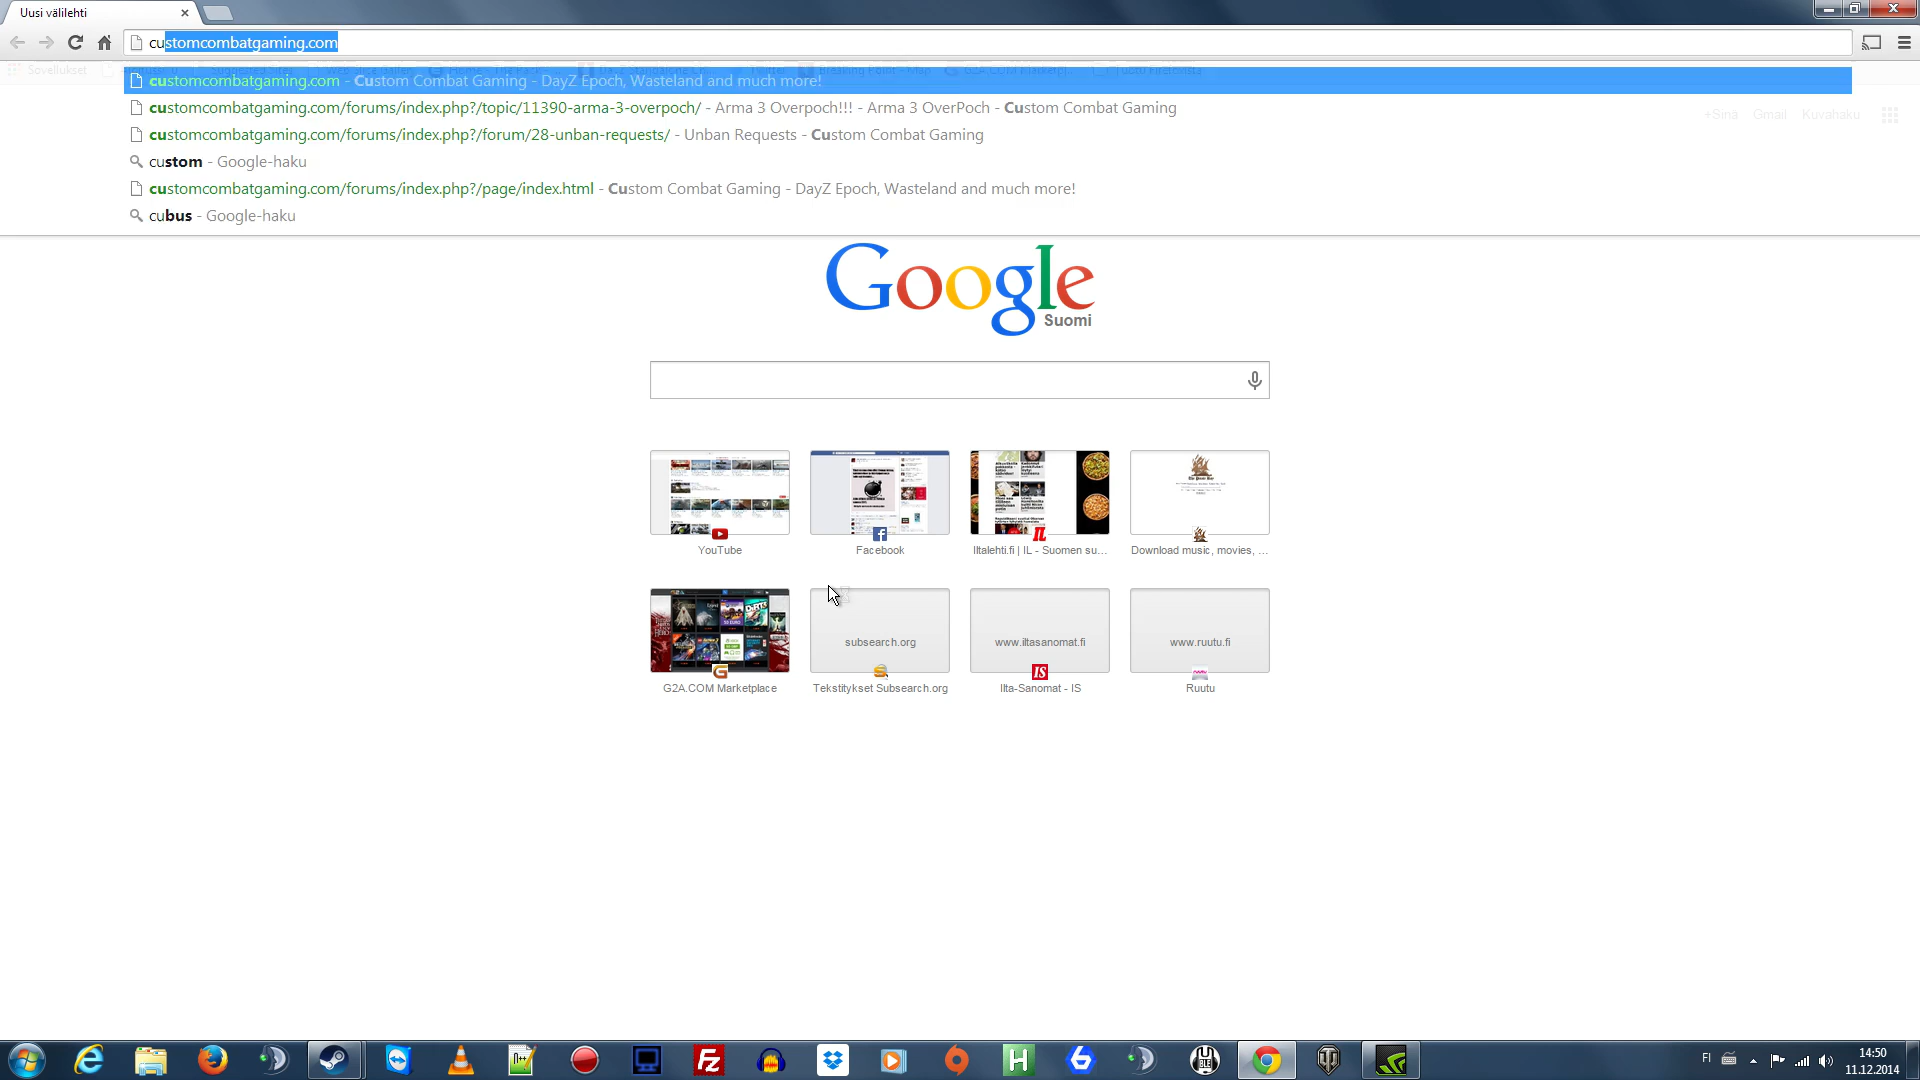 Uusi välilehti
customcombatgaming.com
Sovellukset
customcombatgaming.com - Custom Combat Gaming - DayZ Epoch, Wasteland and much more!
customcombatgaming.com/forums/index.php?/topic/11390-arma-3-overpoch/ - Arma 3 Overpoch!!! - Arma 3 OverPoch - Custom Combat Gaming
+Sinä Gmail Kuvahaku
customcombatgaming.com/forums/index.php?/forum/28-unban-requests/ - Unban Requests - Custom Combat Gaming
custom - Google-haku
customcombatgaming.com/forums/index.php?/page/index.html - Custom Combat Gaming - DayZ Epoch, Wasteland and much more!
cubus - Google-haku
Google
Suomi
YouTube
Facebook
Iltalehti.fi | IL - Suomen su...
Download music, movies, ...
subsearch.org
www.iltasanomat.fi
www.ruutu.fi
G2A.COM Marketplace
Tekstitykset Subsearch.org
Ilta-Sanomat - IS
Ruutu
FI
14:50
11.12.2014